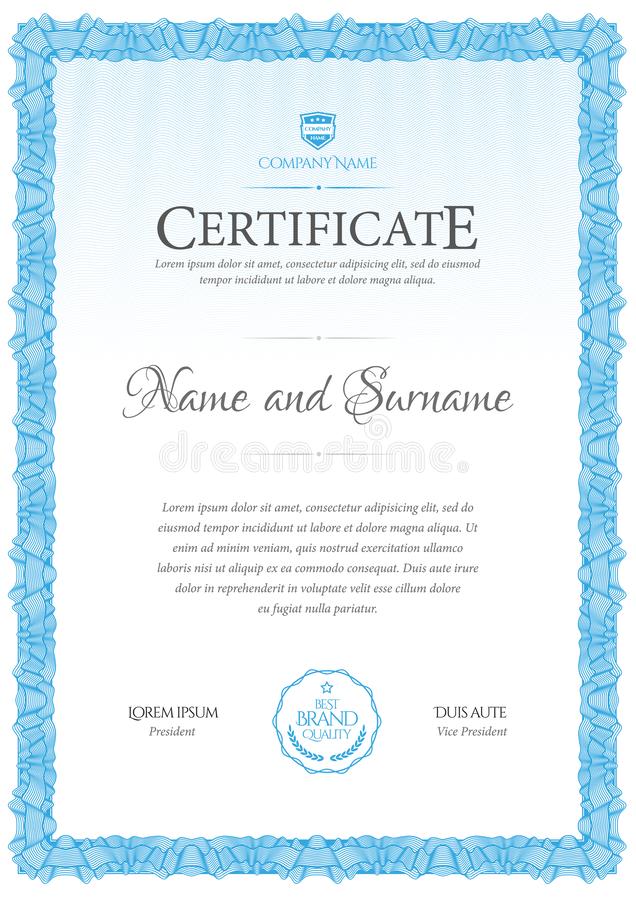 COMPANY
NAME
COMPANY NAME
CERTIFICATE
Lorem ipsum dolor sit amet, consectetur adipiscing elit, sed do eiusmod
tempor incididunt ut labore et dolore magna aliqua.
Name and Surname
dreamstime.
Lorem ipsum dolor sit amet, consectetur adipiscing elit, sed do
eiusmod tempor incididunt ut labore et dolore magna aliqua. Ut
enim ad minim veniam, quis nostrud exercitation ullamco
laboris nisi ut aliquip ex ea commodo consequat. Duis aute irure
dolor in reprehenderit in voluptate velit esse cillum dolore
eu fugiat nulla pariatur.
LOREM IPSUM
President
BEST
BRAND
QUALITY
DUIS AUTE
Vice President